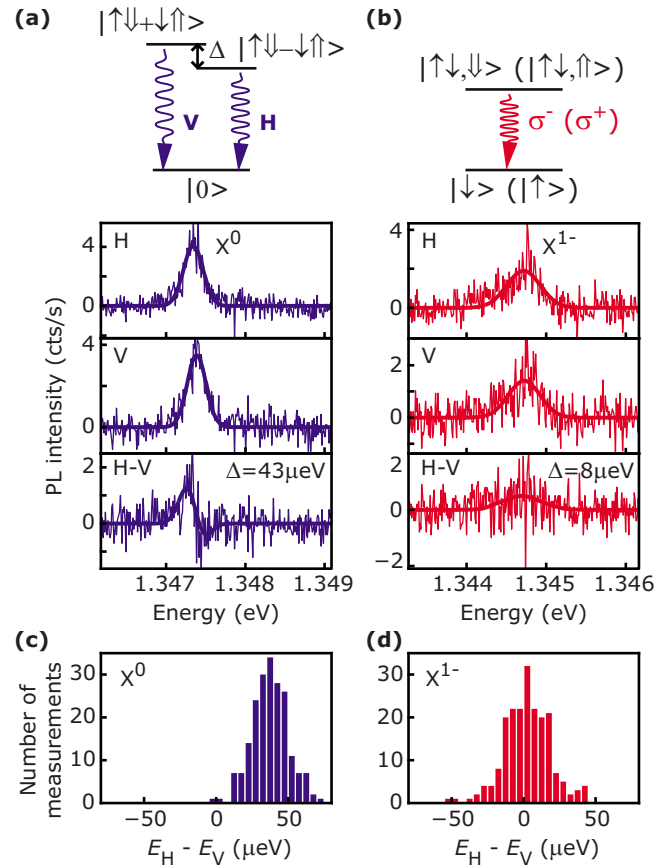 (a)
|↑⇓+↓⇑>
Δ
|↑⇓−↓⇑>
V
H
|0>
(b)
|↑↓,⇓> (|↑↓,⇑>)
σ⁻ (σ⁺)
|↓> (|↑>)
PL intensity (cts/s)
H
X⁰
4
0
V
4
0
H-V
Δ=43µeV
2
0
1.347 1.348 1.349
Energy (eV)
H
X¹⁻
4
2
0
V
2
0
H-V
Δ=8µeV
2
0
−2
1.344 1.345 1.346
Energy (eV)
(c)
Number of
measurements
X⁰
30
20
10
0
−50 0 50
E_H - E_V (µeV)
(d)
X¹⁻
30
20
10
0
−50 0 50
E_H - E_V (µeV)